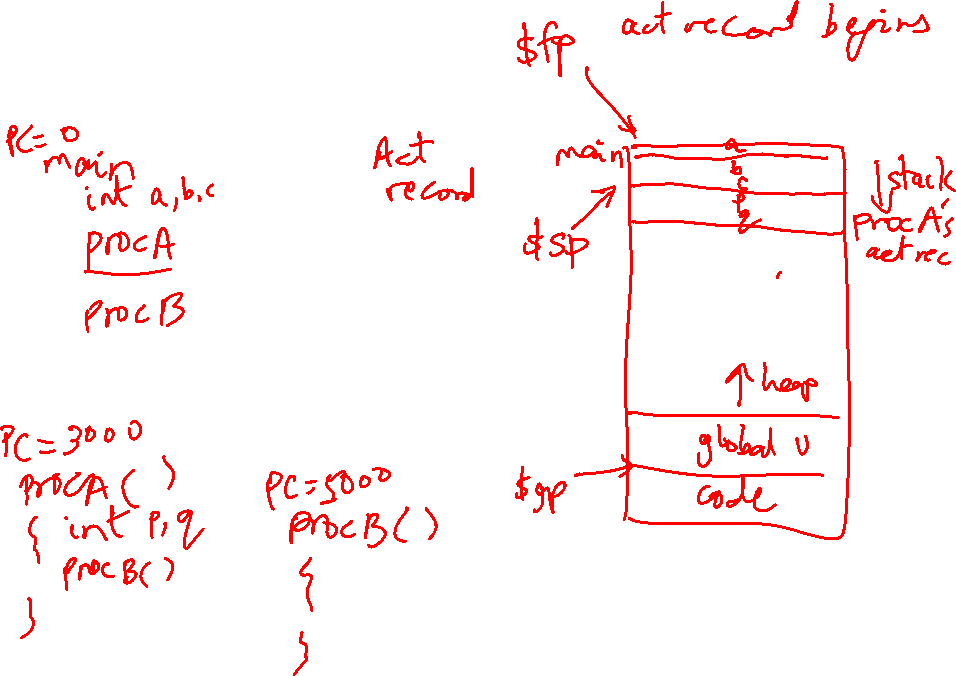 act record begins
$fp
PC=0
main
int a,b,c
procA
procB
Act
record
main
a
b
c
p
q
$sp
↓stack
procA's
act rec
↑ heap
global v
$gp
code
PC=3000
procA( )
{ int p,q
procB()
}
PC=5000
procB( )
{
}